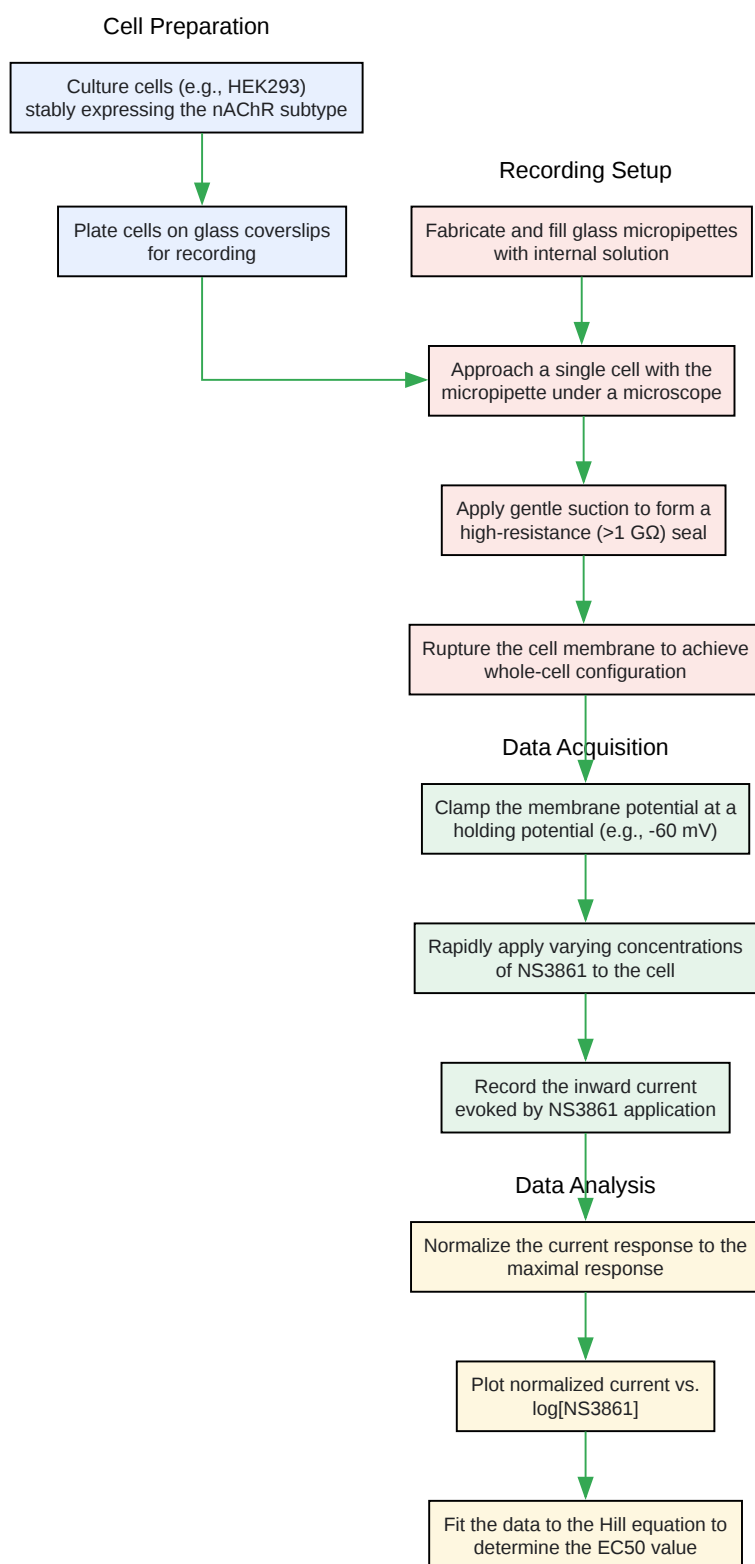 Cell Preparation
Culture cells (e.g., HEK293)
stably expressing the nAChR subtype
Plate cells on glass coverslips
for recording
Recording Setup
Fabricate and fill glass micropipettes
with internal solution
Approach a single cell with the
micropipette under a microscope
Apply gentle suction to form a
high-resistance (>1 GΩ) seal
Rupture the cell membrane to achieve
whole-cell configuration
Data Acquisition
Clamp the membrane potential at a
holding potential (e.g., -60 mV)
Rapidly apply varying concentrations
of NS3861 to the cell
Record the inward current
evoked by NS3861 application
Data Analysis
Normalize the current response to the
maximal response
Plot normalized current vs.
log[NS3861]
Fit the data to the Hill equation to
determine the EC50 value